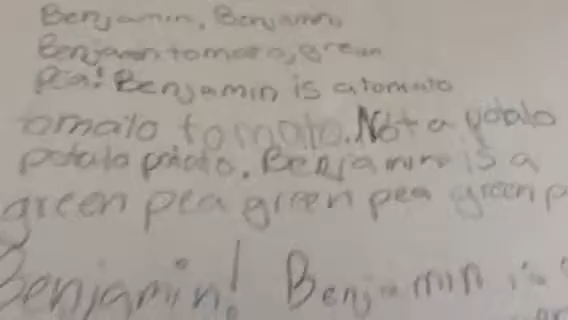 Benjamin, Benjamin,
Benjamin tomato, green
pea! Benjamin is a tomato
tomato tomato. Not a potato
potato potato. Benjamin is a
green pea green pea green p
Benjamin! Benjamin is